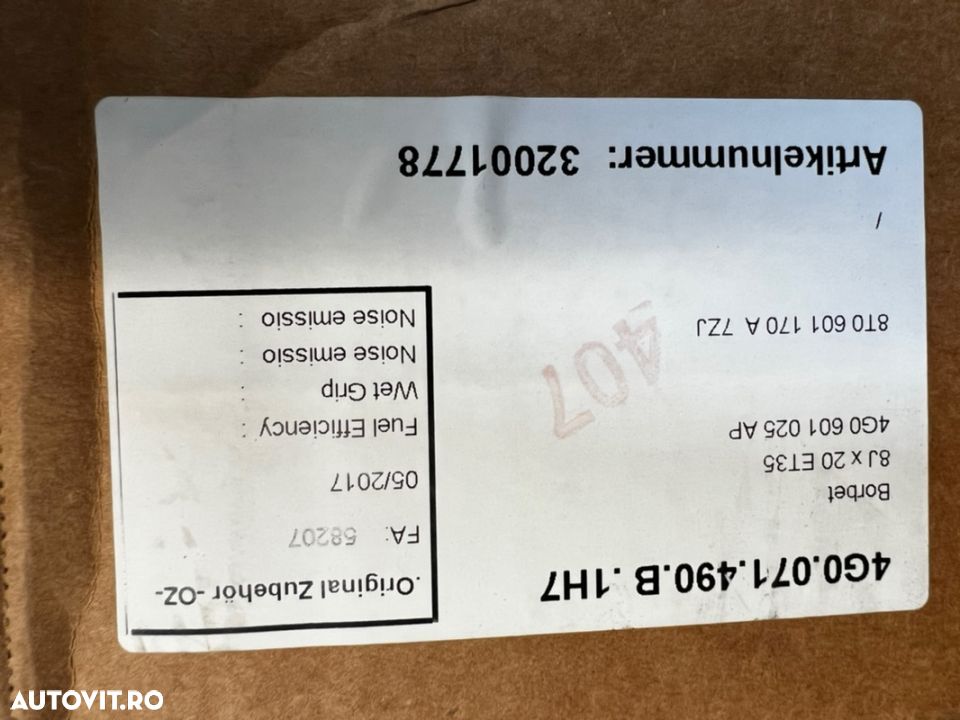 4G0.071.490.B .1H7
Borbet
8J x 20 ET35
4G0 601 025 AP
8T0 601 170 A 7ZJ
/
Artikelnummer: 32001778
.Original Zubehör -OZ-
FA: 58207
05/2017
Fuel Efficiency :
Wet Grip :
Noise emissio :
Noise emissio :
407
AUTOVIT.RO